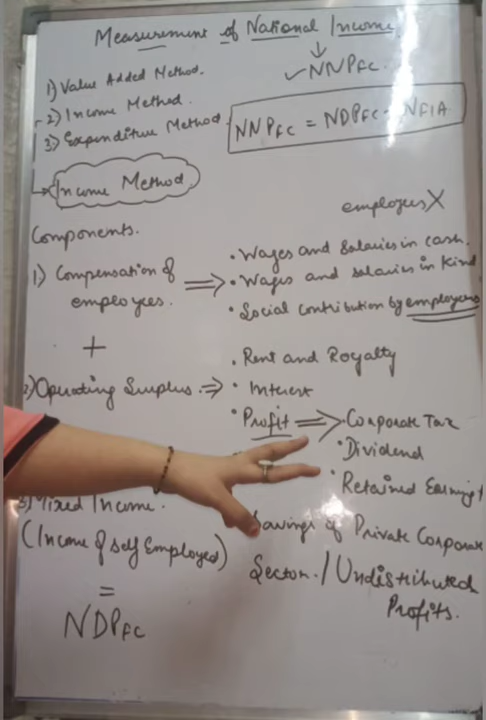 Measurement of National Income
↓
✓NNPFC.
1) Value Added Method.
2) Income Method.
3) Expenditure Method.
NNPFC = NDPFC NFIA
Income Method
employees X
Components.
1) Compensation of
employees.
⇒
• Wages and Salaries in cash.
• Wages and salaries in Kind
• Social contribution by employers
+
2) Operating Surplus ⇒
• Rent and Royalty
• Interest
• Profit ⇒ • Corporate Tax
• Dividend
• Retained Earnings
3) Mixed Income.
(Income of self Employed)
Savings of Private Corporate
Sector. / Undistributed
Profits.
=
NDPFC